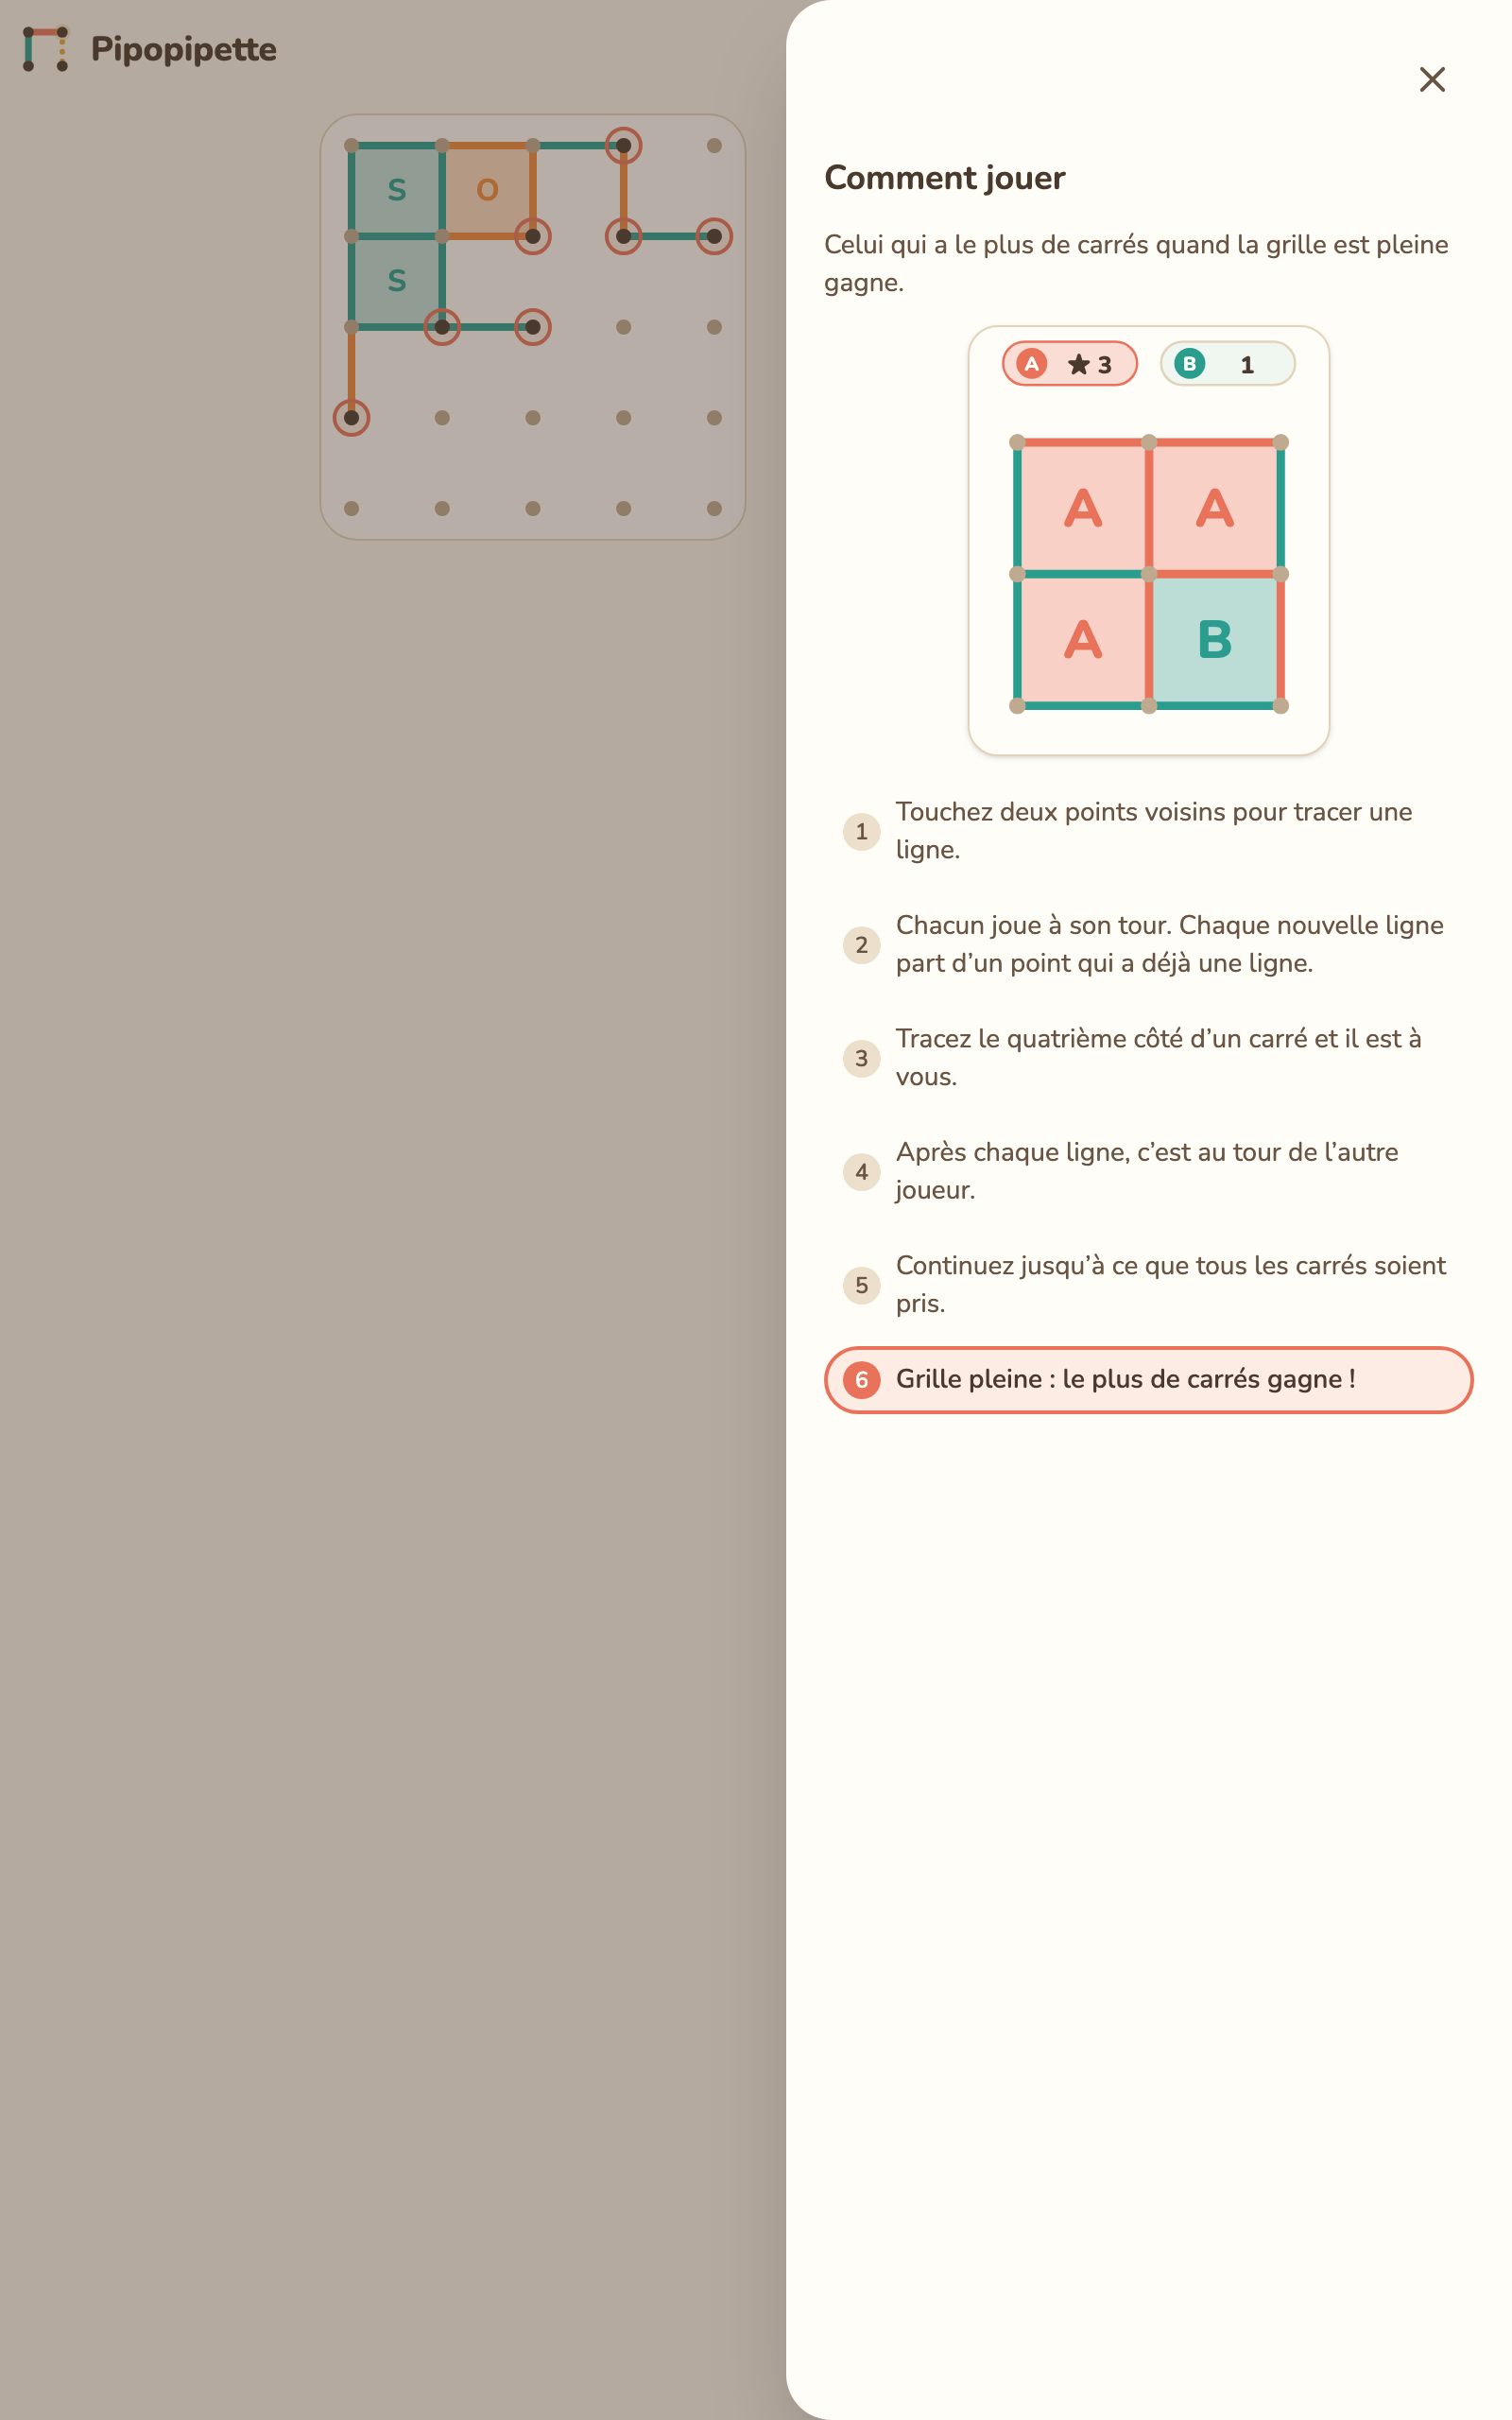 Pipopipette
S O
S
Comment jouer
Celui qui a le plus de carrés quand la grille est pleine
gagne.
A ★ 3 B 1
A A
A B
1 Touchez deux points voisins pour tracer une
ligne.
2 Chacun joue à son tour. Chaque nouvelle ligne
part d’un point qui a déjà une ligne.
3 Tracez le quatrième côté d’un carré et il est à
vous.
4 Après chaque ligne, c’est au tour de l’autre
joueur.
5 Continuez jusqu’à ce que tous les carrés soient
pris.
6 Grille pleine : le plus de carrés gagne !